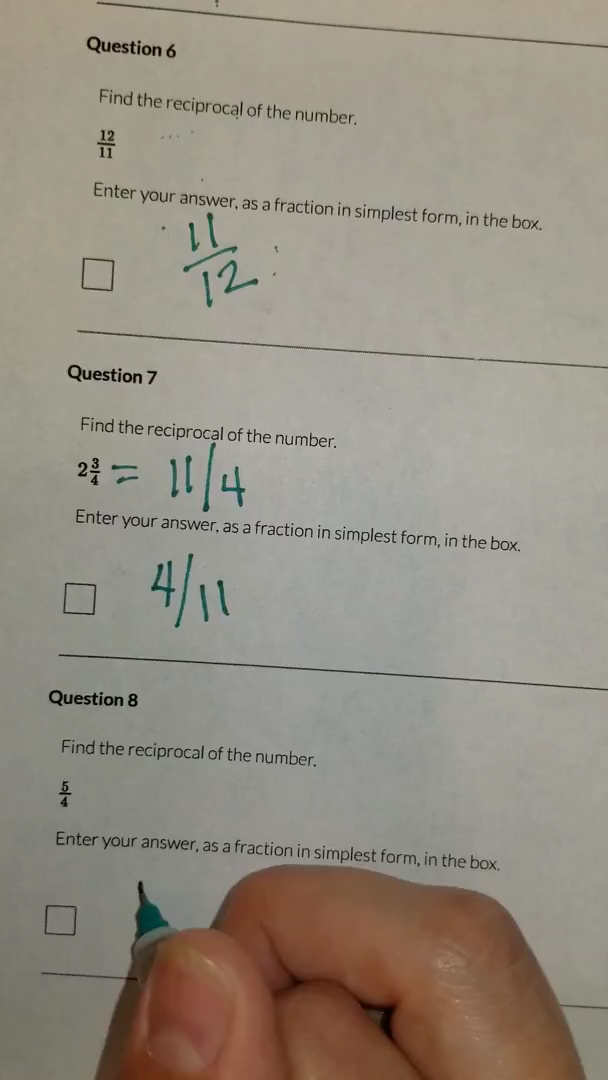 Question 6
Find the reciprocal of the number.
12/11
Enter your answer, as a fraction in simplest form, in the box.
11/12
Question 7
Find the reciprocal of the number.
2 3/4 = 11/4
Enter your answer, as a fraction in simplest form, in the box.
4/11
Question 8
Find the reciprocal of the number.
5/4
Enter your answer, as a fraction in simplest form, in the box.